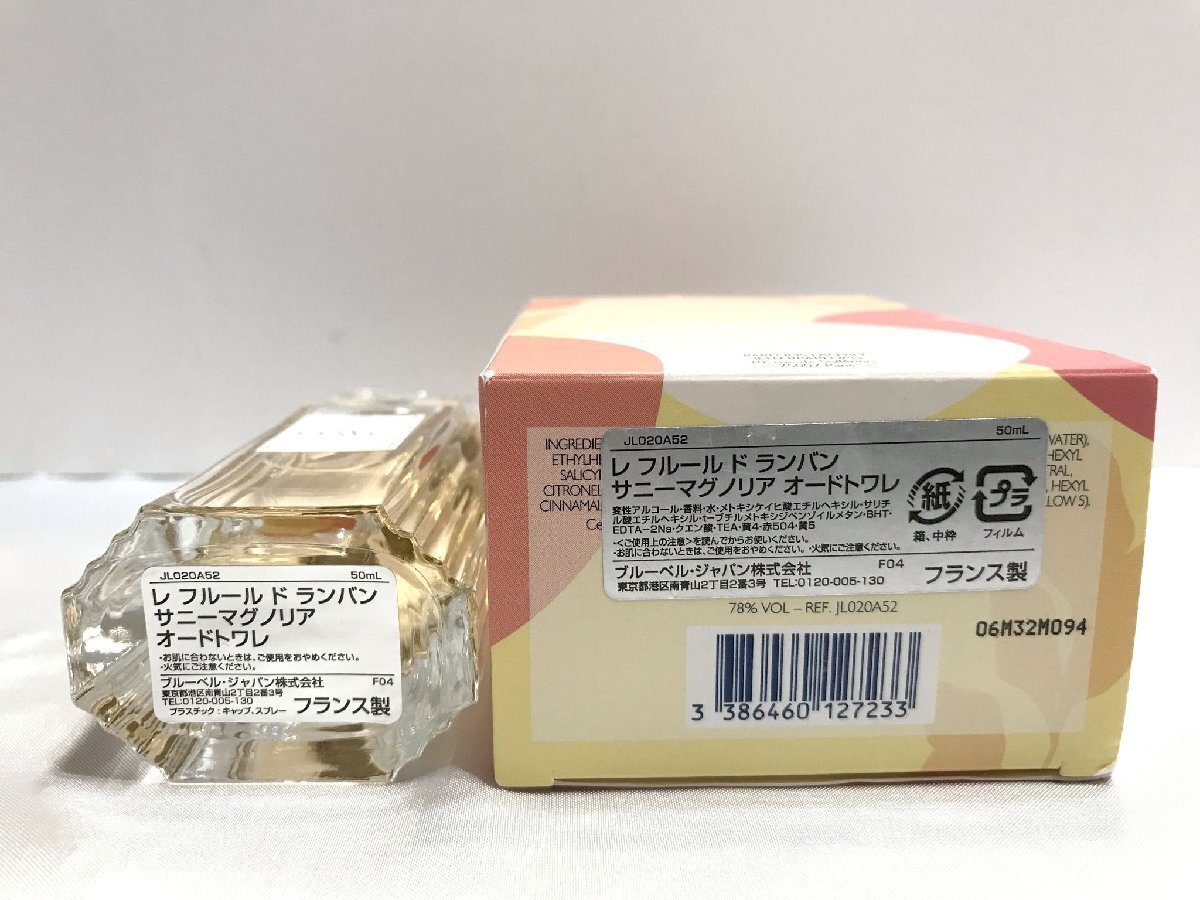 JL020A52 50mL
レ フルール ド ランバン
サニーマグノリア
オードトワレ
・お肌に合わないときは、ご使用をおやめください。
・火気にご注意ください。
ブルーベル・ジャパン株式会社 F04
東京都港区南青山2丁目2番3号
TEL:0120-005-130
プラスチック:キャップ、スプレー フランス製
INGREDIE
ETHYLHE
SALICYL
CITRONEL
CINNAMAL
WATER),
HEXYL
HEXYL
LLOW 5).
JL020A52 50mL
レ フルール ド ランバン
サニーマグノリア オードトワレ
変性アルコール・香料・水・メトキシケイヒ酸エチルヘキシル・サリチ
ル酸エチルヘキシル・t-ブチルメトキシジベンゾイルメタン・BHT・
EDTA-2Na・クエン酸・TEA・黄4・赤504・黄5
・<ご使用上の注意>を読んでからお使いください。
・お肌に合わないときは、ご使用をおやめください。・火気にご注意ください。
紙 プラ
箱、中枠 フィルム
ブルーベル・ジャパン株式会社 F04
東京都港区南青山2丁目2番3号 TEL:0120-005-130
フランス製
78% VOL – REF. JL020A52
06M32M094
3 386460 127233